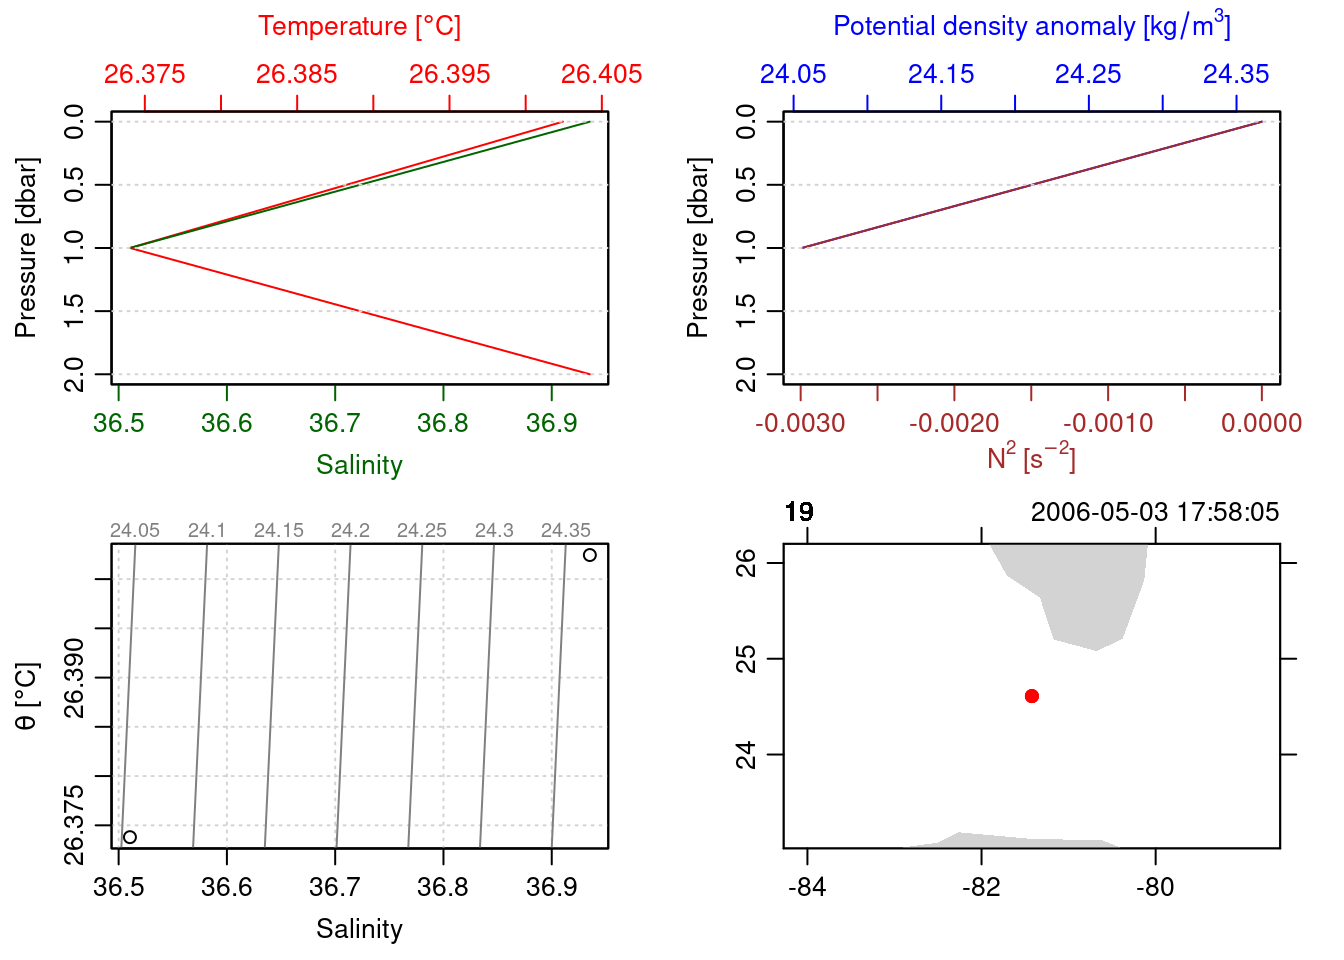 Temperature [°C]
26.375 26.385 26.395 26.405
Pressure [dbar]
0.0 0.5 1.0 1.5 2.0
36.5 36.6 36.7 36.8 36.9
Salinity
Potential density anomaly [kg/m³]
24.05 24.15 24.25 24.35
Pressure [dbar]
0.0 0.5 1.0 1.5 2.0
-0.0030 -0.0020 -0.0010 0.0000
N² [s⁻²]
24.05 24.1 24.15 24.2 24.25 24.3 24.35
θ [°C]
26.375 26.390
36.5 36.6 36.7 36.8 36.9
Salinity
19 2006-05-03 17:58:05
26
25
24
-84 -82 -80